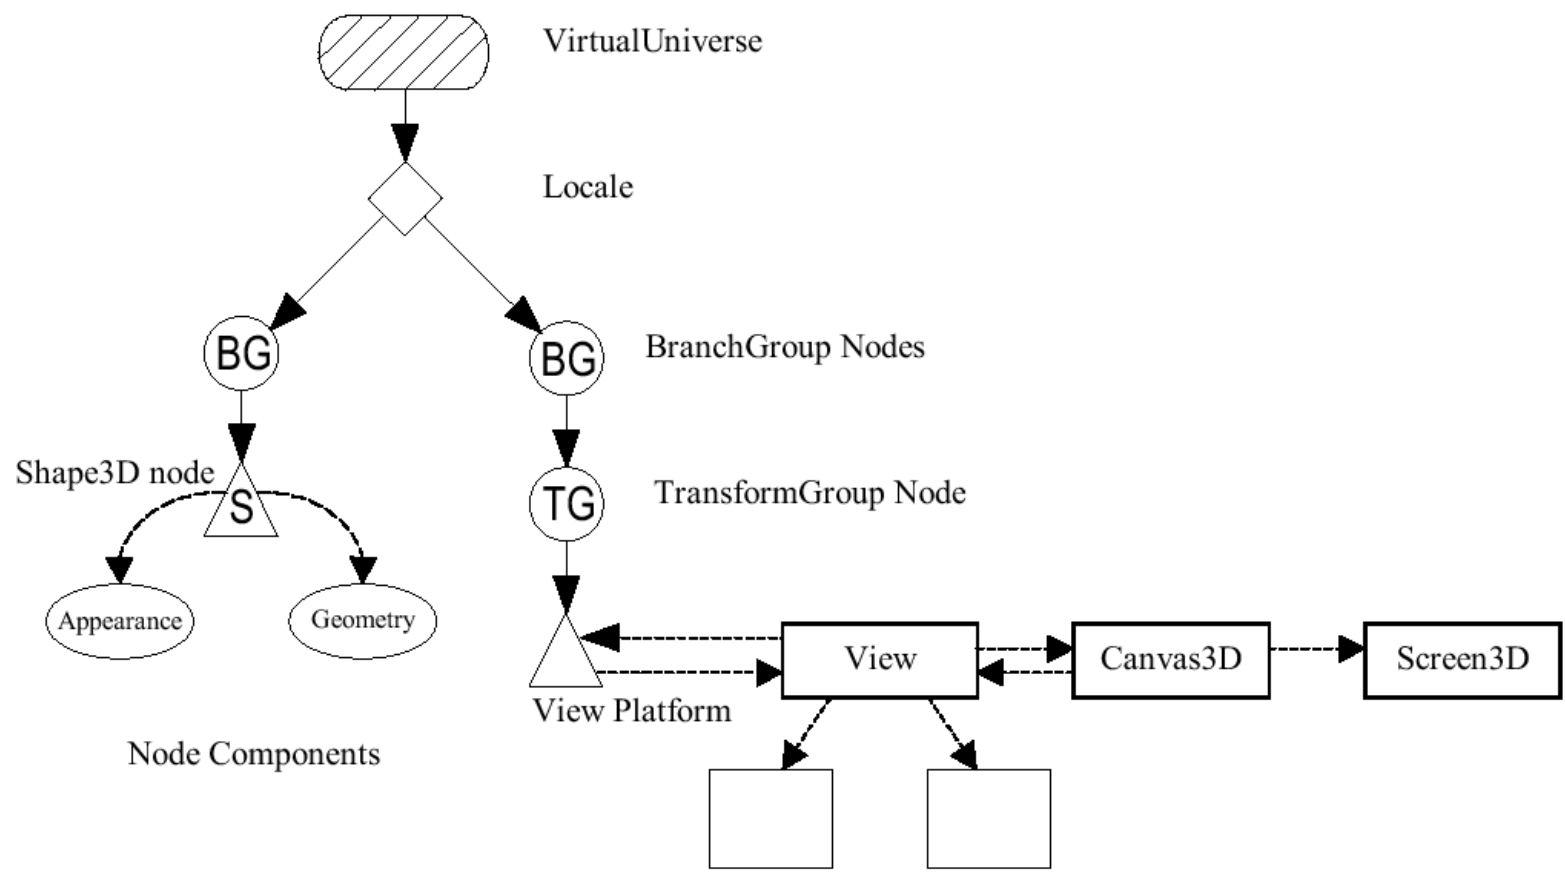 VirtualUniverse
Locale
BG
BG
BranchGroup Nodes
Shape3D node
S
TG
TransformGroup Node
Appearance
Geometry
View
Canvas3D
Screen3D
View Platform
Node Components